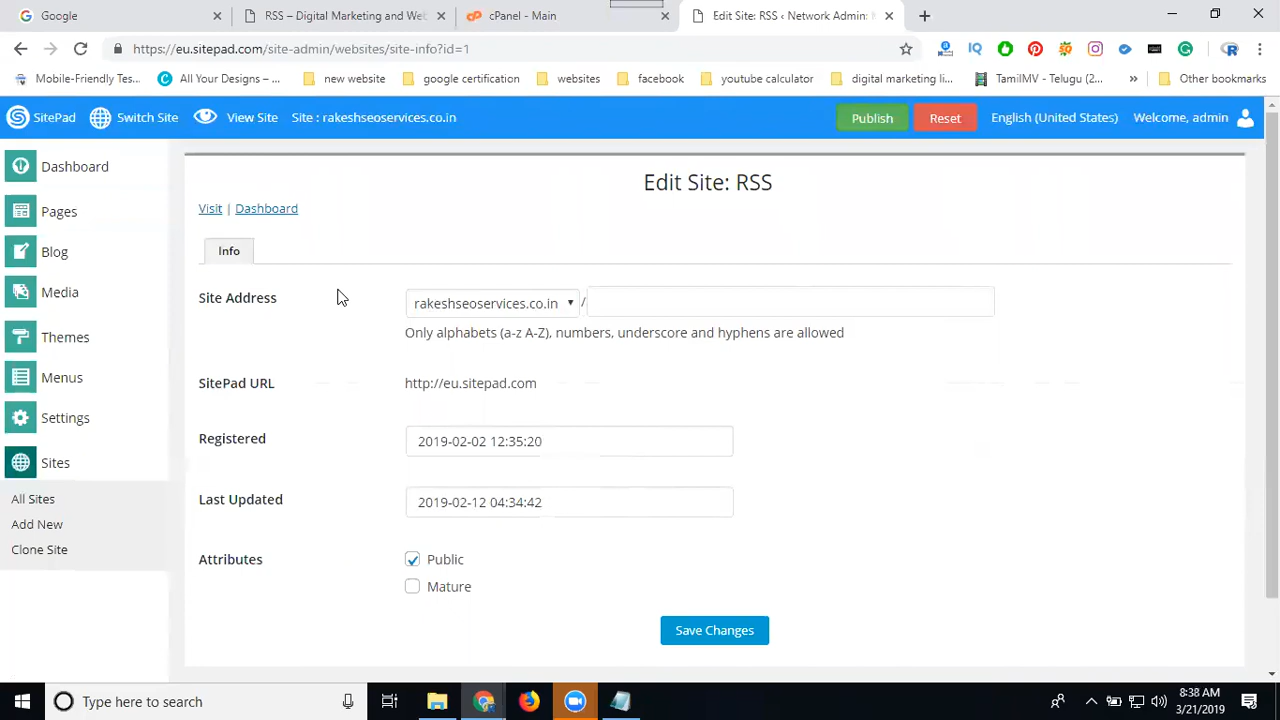 Google
RSS – Digital Marketing and Web
cPanel - Main
Edit Site: RSS ‹ Network Admin:
https://eu.sitepad.com/site-admin/websites/site-info?id=1
Mobile-Friendly Tes...
All Your Designs – ...
new website
google certification
websites
facebook
youtube calculator
digital marketing li...
TamilMV - Telugu (2...
»
Other bookmarks
SitePad
Switch Site
View Site
Site : rakeshseoservices.co.in
Publish
Reset
English (United States)
Welcome, admin
Dashboard
Pages
Blog
Media
Themes
Menus
Settings
Sites
All Sites
Add New
Clone Site
Edit Site: RSS
Visit | Dashboard
Info
Site Address
rakeshseoservices.co.in /
Only alphabets (a-z A-Z), numbers, underscore and hyphens are allowed
SitePad URL
http://eu.sitepad.com
Registered
2019-02-02 12:35:20
Last Updated
2019-02-12 04:34:42
Attributes
Public
Mature
Save Changes
Type here to search
8:38 AM
3/21/2019